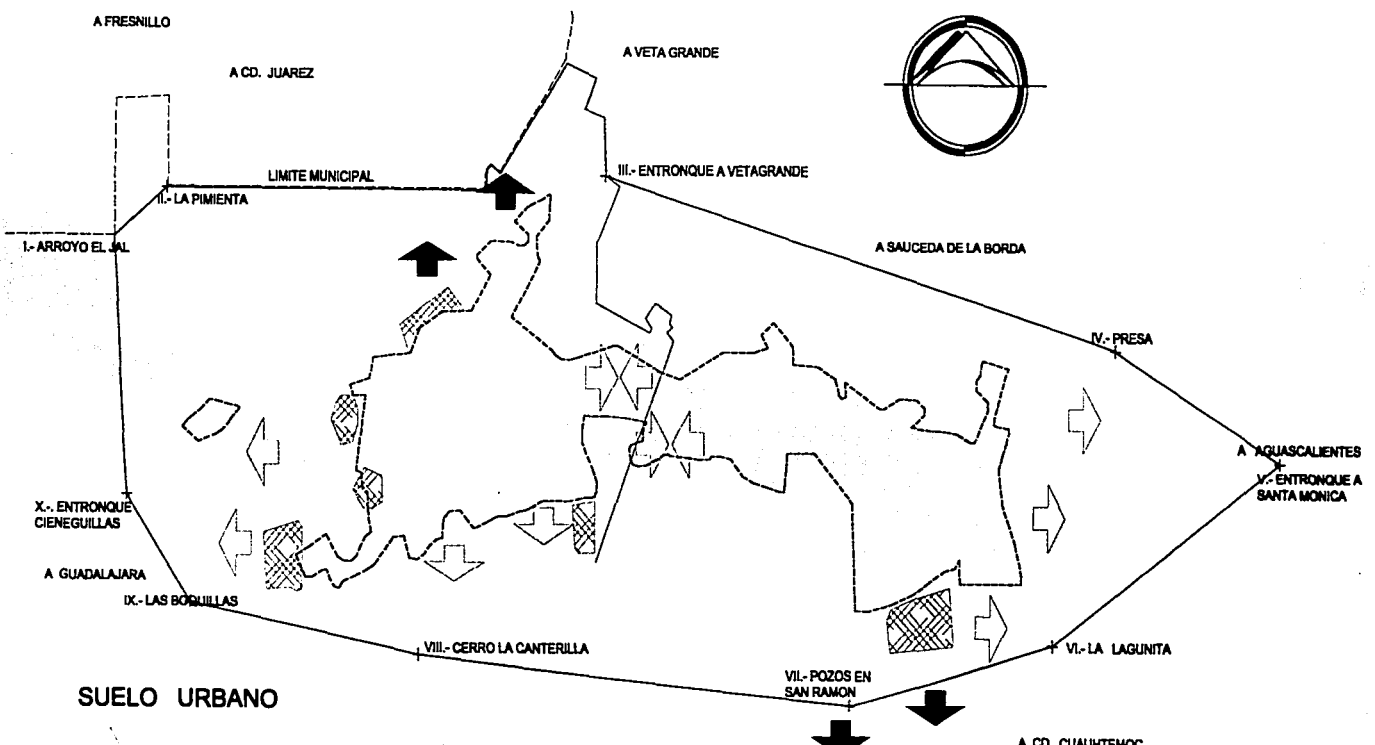 A FRESNILLO
A VETA GRANDE
A CD. JUAREZ
LIMITE MUNICIPAL
III.- ENTRONQUE A VETAGRANDE
II.- LA PIMIENTA
I.- ARROYO EL JAL
A SAUCEDA DE LA BORDA
IV.- PRESA
A AGUASCALIENTES
V.- ENTRONQUE A
SANTA MONICA
X.-. ENTRONQUE
CIENEGUILLAS
A GUADALAJARA
IX.- LAS BOQUILLAS
VIII.- CERRO LA CANTERILLA
VI.- LA LAGUNITA
VII.- POZOS EN
SAN RAMON
SUELO URBANO
A CD. CUAUHTEMOC